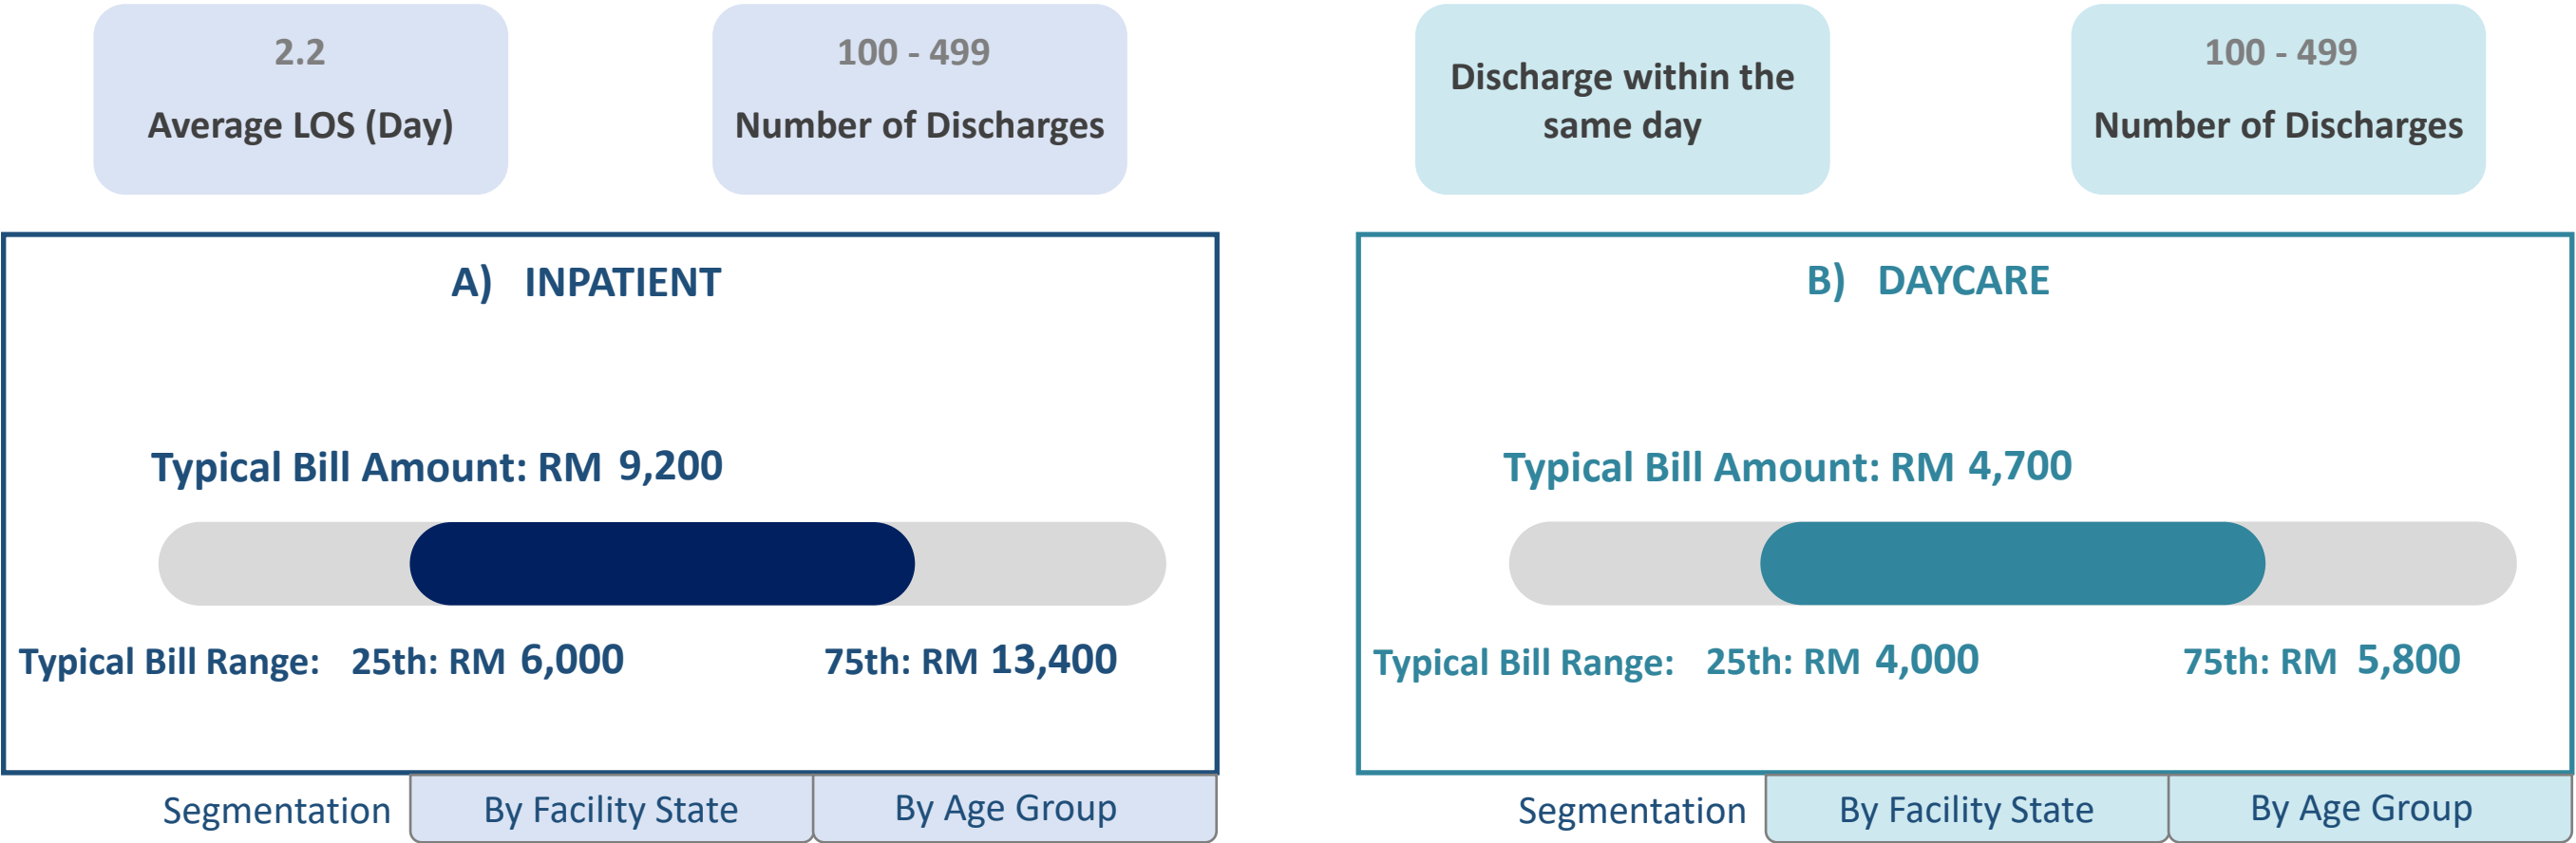 2.2
Average LOS (Day)
100 - 499
Number of Discharges
A) INPATIENT
Typical Bill Amount: RM 9,200
Typical Bill Range: 25th: RM 6,000 75th: RM 13,400
Segmentation By Facility State By Age Group
Discharge within the
same day
100 - 499
Number of Discharges
B) DAYCARE
Typical Bill Amount: RM 4,700
Typical Bill Range: 25th: RM 4,000 75th: RM 5,800
Segmentation By Facility State By Age Group